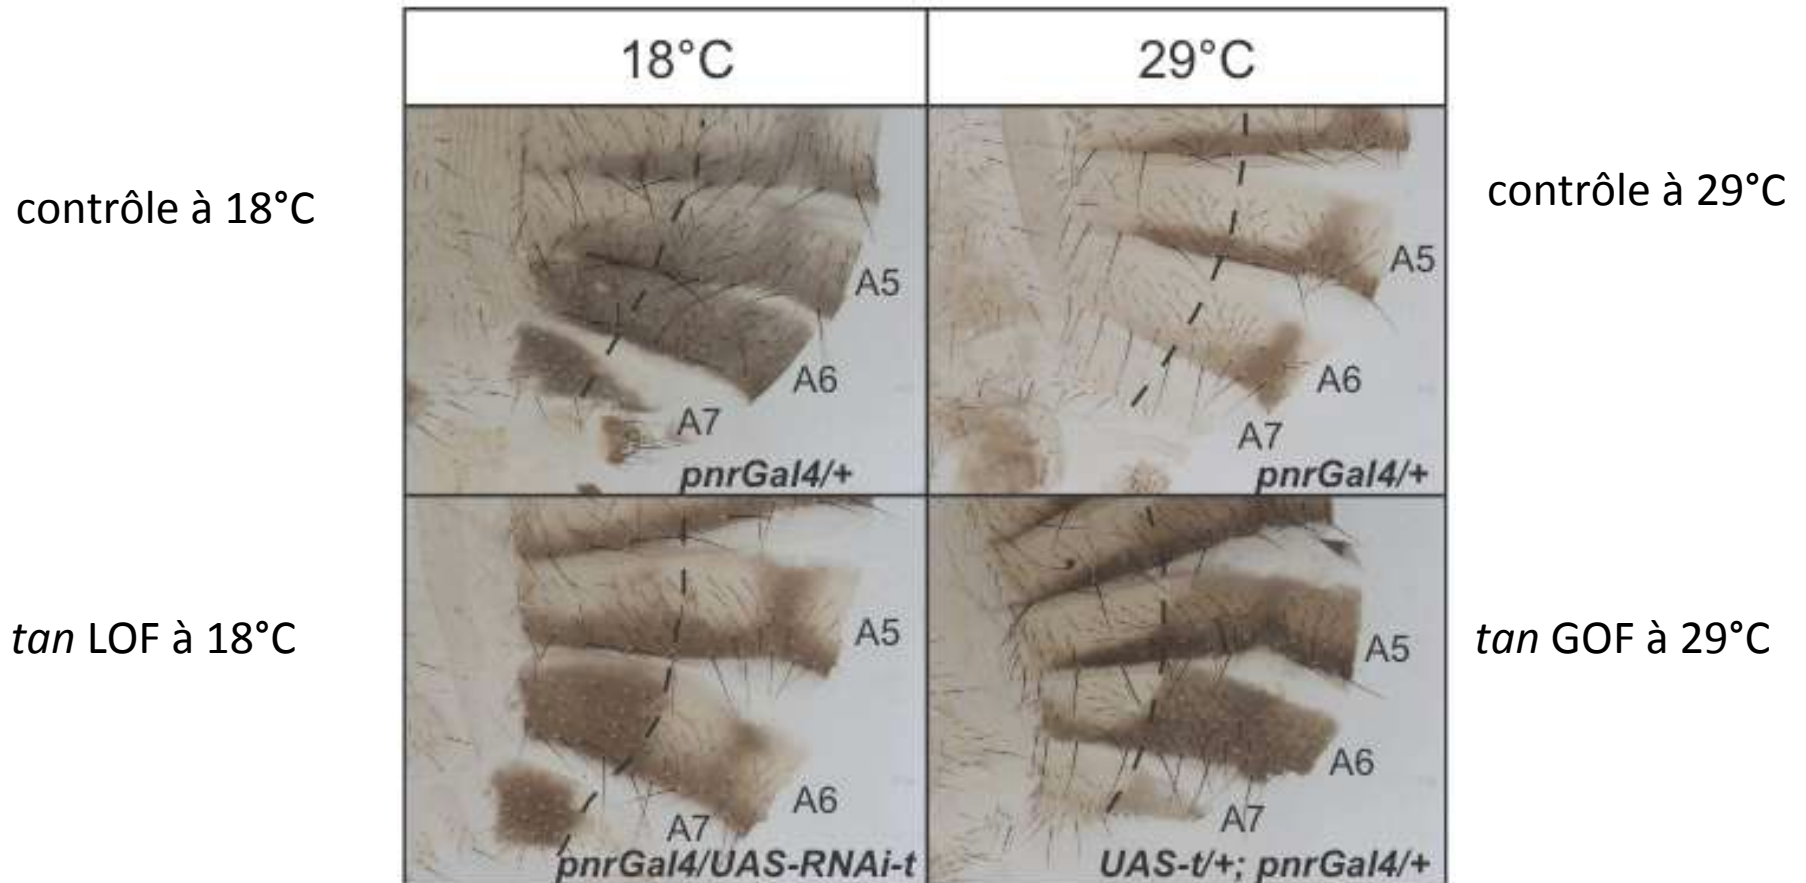 18°C
29°C
contrôle à 18°C
contrôle à 29°C
A5
A6
A7
pnrGal4/+
A5
A6
A7
pnrGal4/+
tan LOF à 18°C
tan GOF à 29°C
A5
A6
A7
pnrGal4/UAS-RNAi-t
A5
A6
A7
UAS-t/+; pnrGal4/+